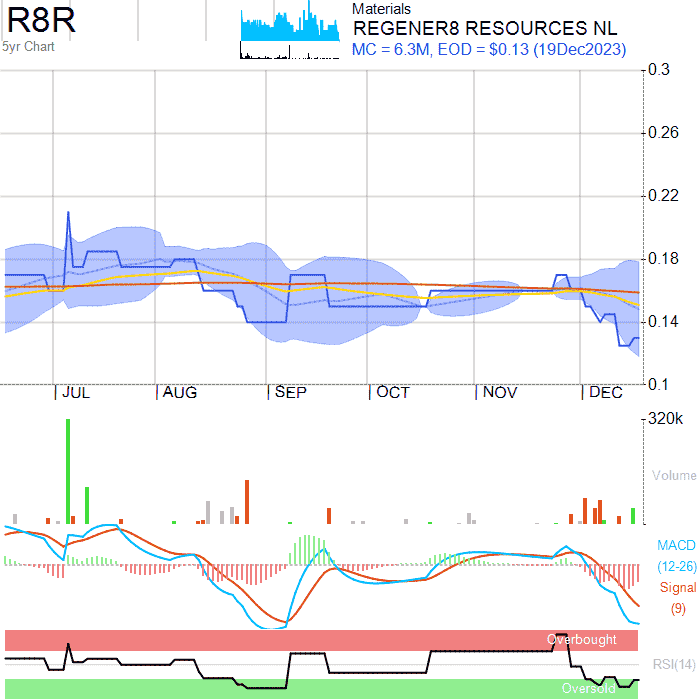 R8R
5yr Chart
Materials
REGENER8 RESOURCES NL
MC = 6.3M, EOD = $0.13 (19Dec2023)
0.3
0.26
0.22
0.18
0.14
0.1
JUL AUG SEP OCT NOV DEC
320k
Volume
MACD
(12-26)
Signal
(9)
Overbought
RSI(14)
Oversold